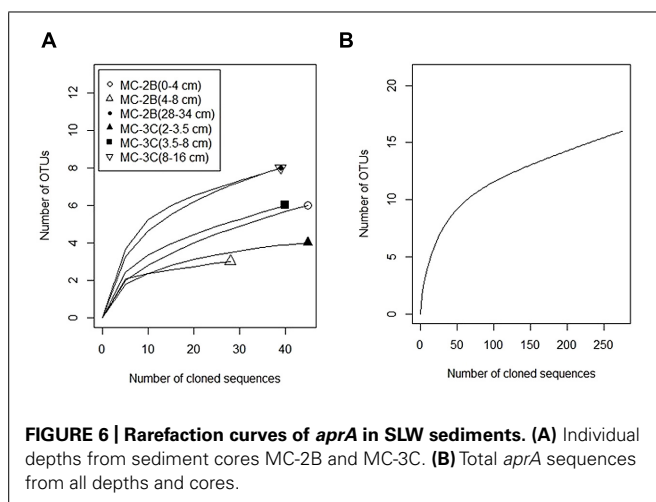 A
B
Number of OTUs
12
10
8
6
4
2
0
MC-2B(0-4 cm)
MC-2B(4-8 cm)
MC-2B(28-34 cm)
MC-3C(2-3.5 cm)
MC-3C(3.5-8 cm)
MC-3C(8-16 cm)
0 10 20 30 40
Number of cloned sequences
Number of OTUs
20
15
10
5
0
0 50 100 150 200 250
Number of cloned sequences
FIGURE 6 | Rarefaction curves of aprA in SLW sediments. (A) Individual
depths from sediment cores MC-2B and MC-3C. (B) Total aprA sequences
from all depths and cores.